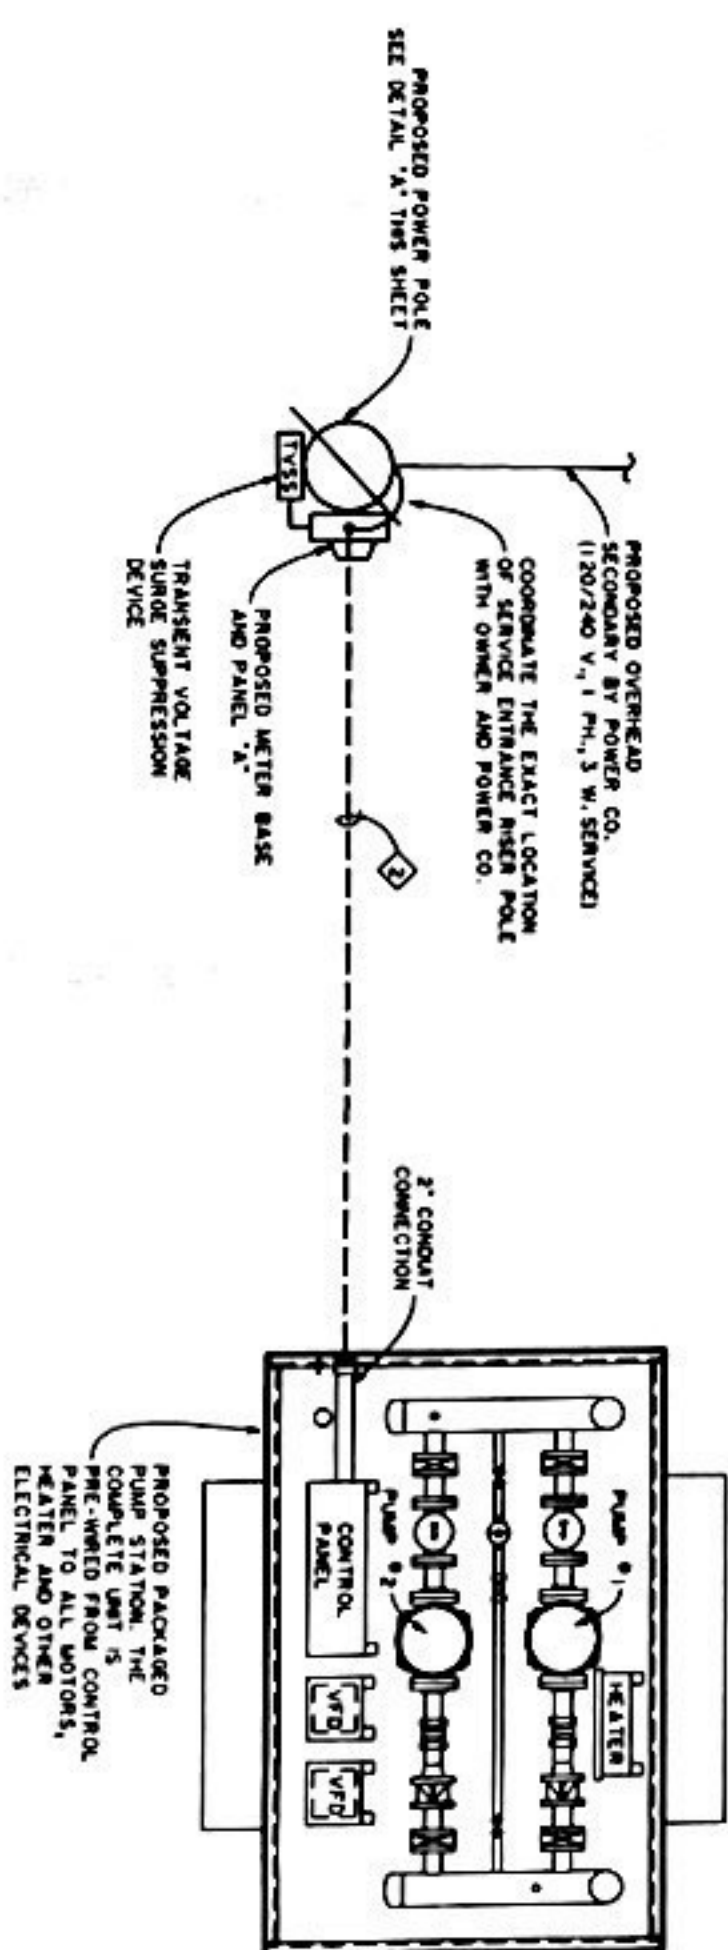 PROPOSED POWER POLE
SEE DETAIL "A" THIS SHEET
PROPOSED OVERHEAD
SECONDARY BY POWER CO.
(120/240 V., 1 PH., 3 W. SERVICE)
COORDINATE THE EXACT LOCATION
OF SERVICE ENTRANCE RISER POLE
WITH OWNER AND POWER CO.
TVSS
PROPOSED METER BASE
AND PANEL "A"
TRANSIENT VOLTAGE
SURGE SUPPRESSION
DEVICE
2
2" CONDUIT
CONNECTION
PUMP #1
HEATER
PUMP #2
CONTROL
PANEL
VFD
VFD
PROPOSED PACKAGED
PUMP STATION. THE
COMPLETE UNIT IS
PRE-WIRED FROM CONTROL
PANEL TO ALL MOTORS,
HEATER AND OTHER
ELECTRICAL DEVICES